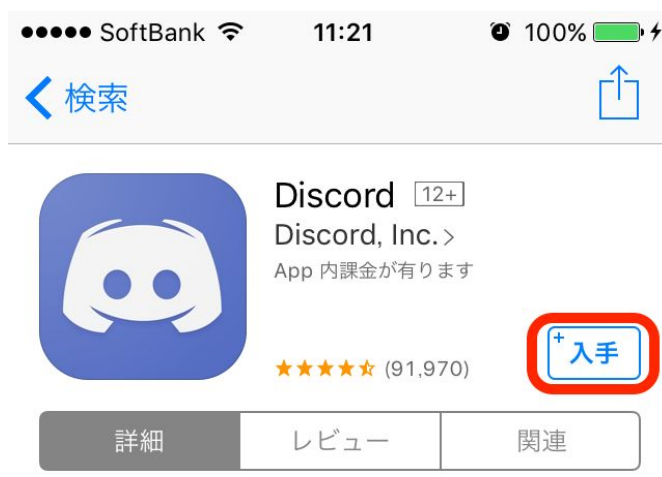 SoftBank 11:21 100%
検索
Discord 12+
Discord, Inc. >
App 内課金が有ります
(91,970)
+入手
詳細 レビュー 関連